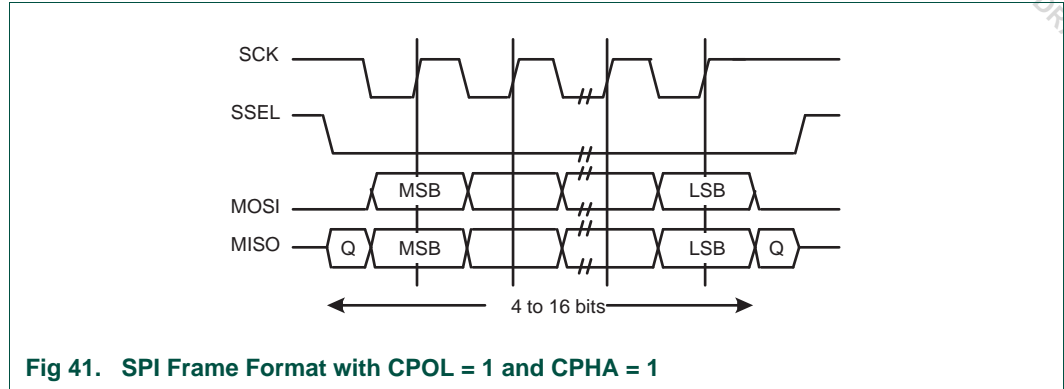 SCK
SSEL
MOSI MSB LSB
MISO Q MSB LSB Q
4 to 16 bits
Fig 41. SPI Frame Format with CPOL = 1 and CPHA = 1